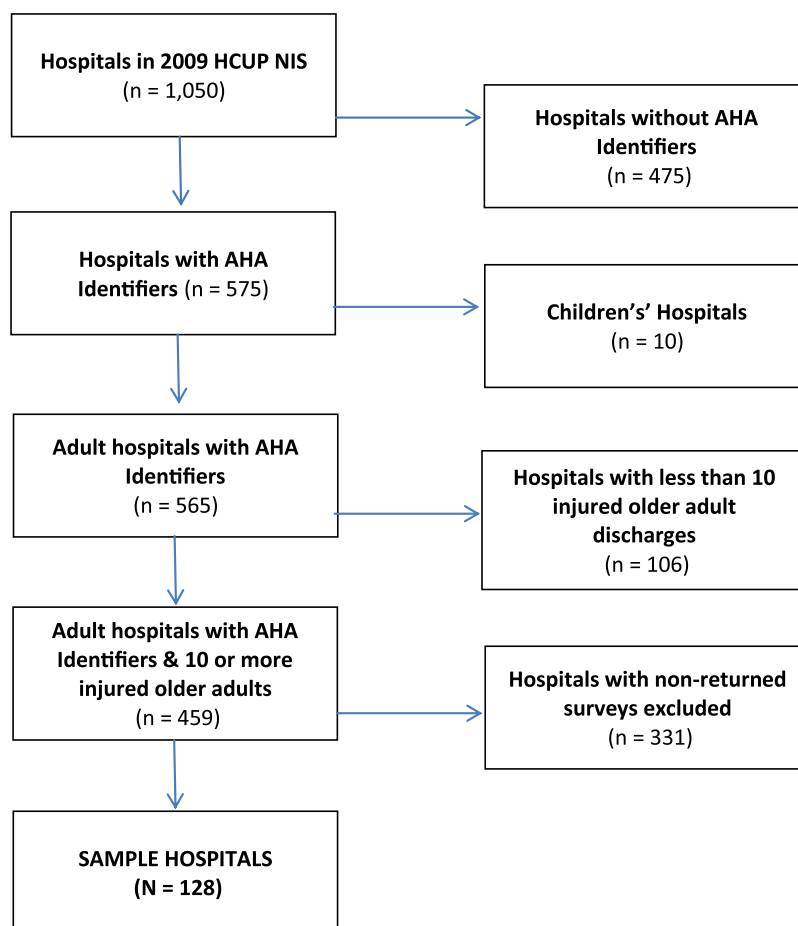 Hospitals in 2009 HCUP NIS
(n = 1,050)
Hospitals without AHA
Identifiers
(n = 475)
Hospitals with AHA
Identifiers (n = 575)
Children's' Hospitals
(n = 10)
Adult hospitals with AHA
Identifiers
(n = 565)
Hospitals with less than 10
injured older adult
discharges
(n = 106)
Adult hospitals with AHA
Identifiers & 10 or more
injured older adults
(n = 459)
Hospitals with non-returned
surveys excluded
(n = 331)
SAMPLE HOSPITALS
(N = 128)